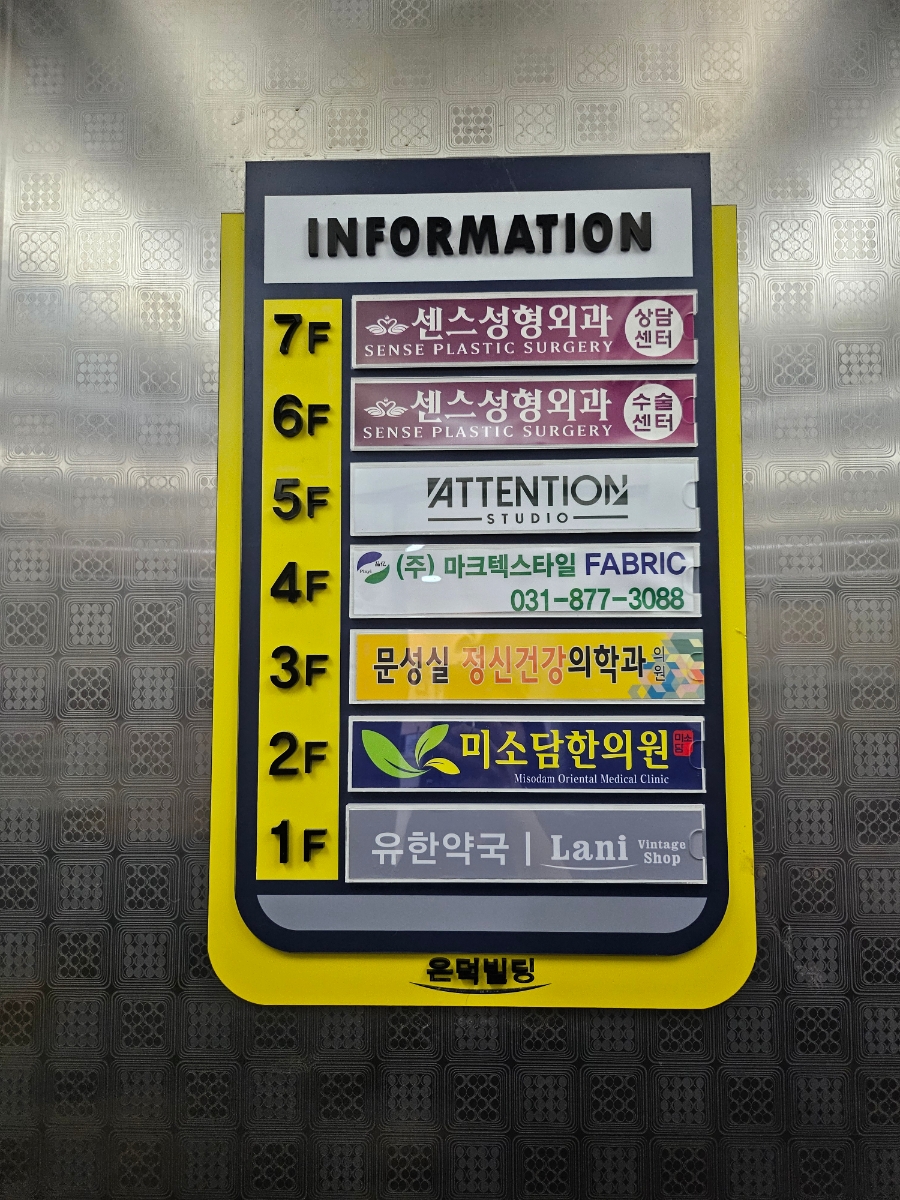 INFORMATION
7F
센스성형외과
상담
센터
SENSE PLASTIC SURGERY
6F
센스성형외과
수술
센터
SENSE PLASTIC SURGERY
5F
ATTENTION
STUDIO
4F
(주) 마크텍스타일 FABRIC
031-877-3088
3F
문성실 정신건강의학과
의원
2F
미소담한의원
미소
담
Misodam Oriental Medical Clinic
1F
유한약국 | Lani Vintage
Shop
온덕빌딩